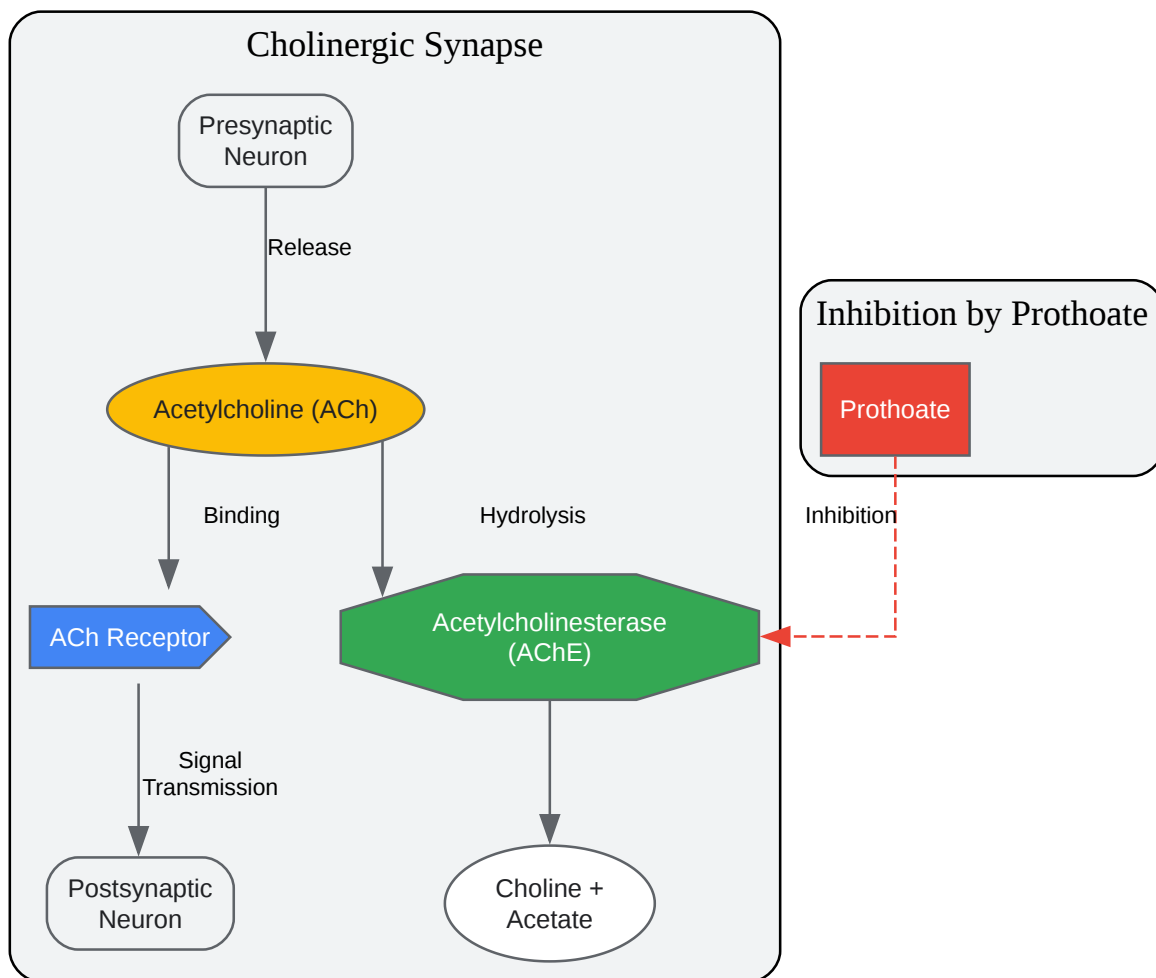 Cholinergic Synapse
Presynaptic
Neuron
Release
Inhibition by Prothoate
Acetylcholine (ACh)
Prothoate
Binding
Hydrolysis
Inhibition
ACh Receptor
Acetylcholinesterase
(AChE)
Signal
Transmission
Postsynaptic
Neuron
Choline +
Acetate